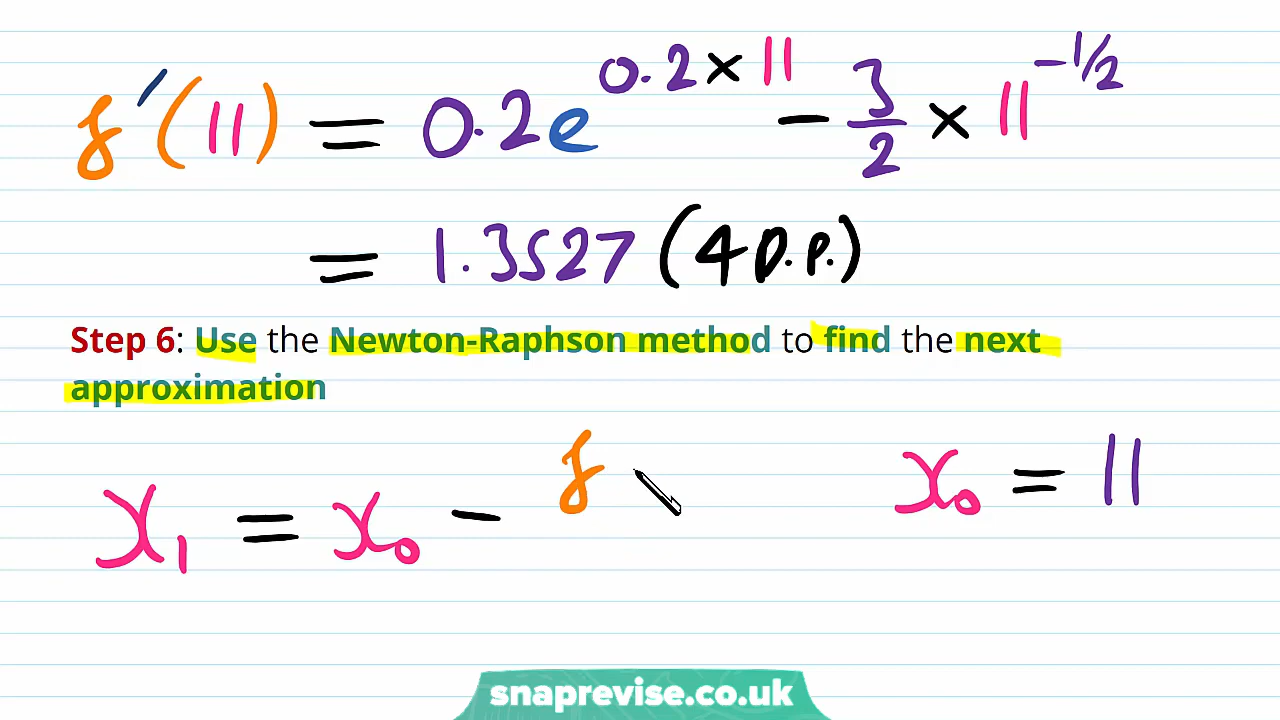 f'(11) = 0.2e^{0.2×11} - 3/2 × 11^{-1/2}
= 1.3527 (4 D.P.)
Step 6: Use the Newton-Raphson method to find the next
approximation
x₁ = x₀ - f
x₀ = 11
snaprevise.co.uk